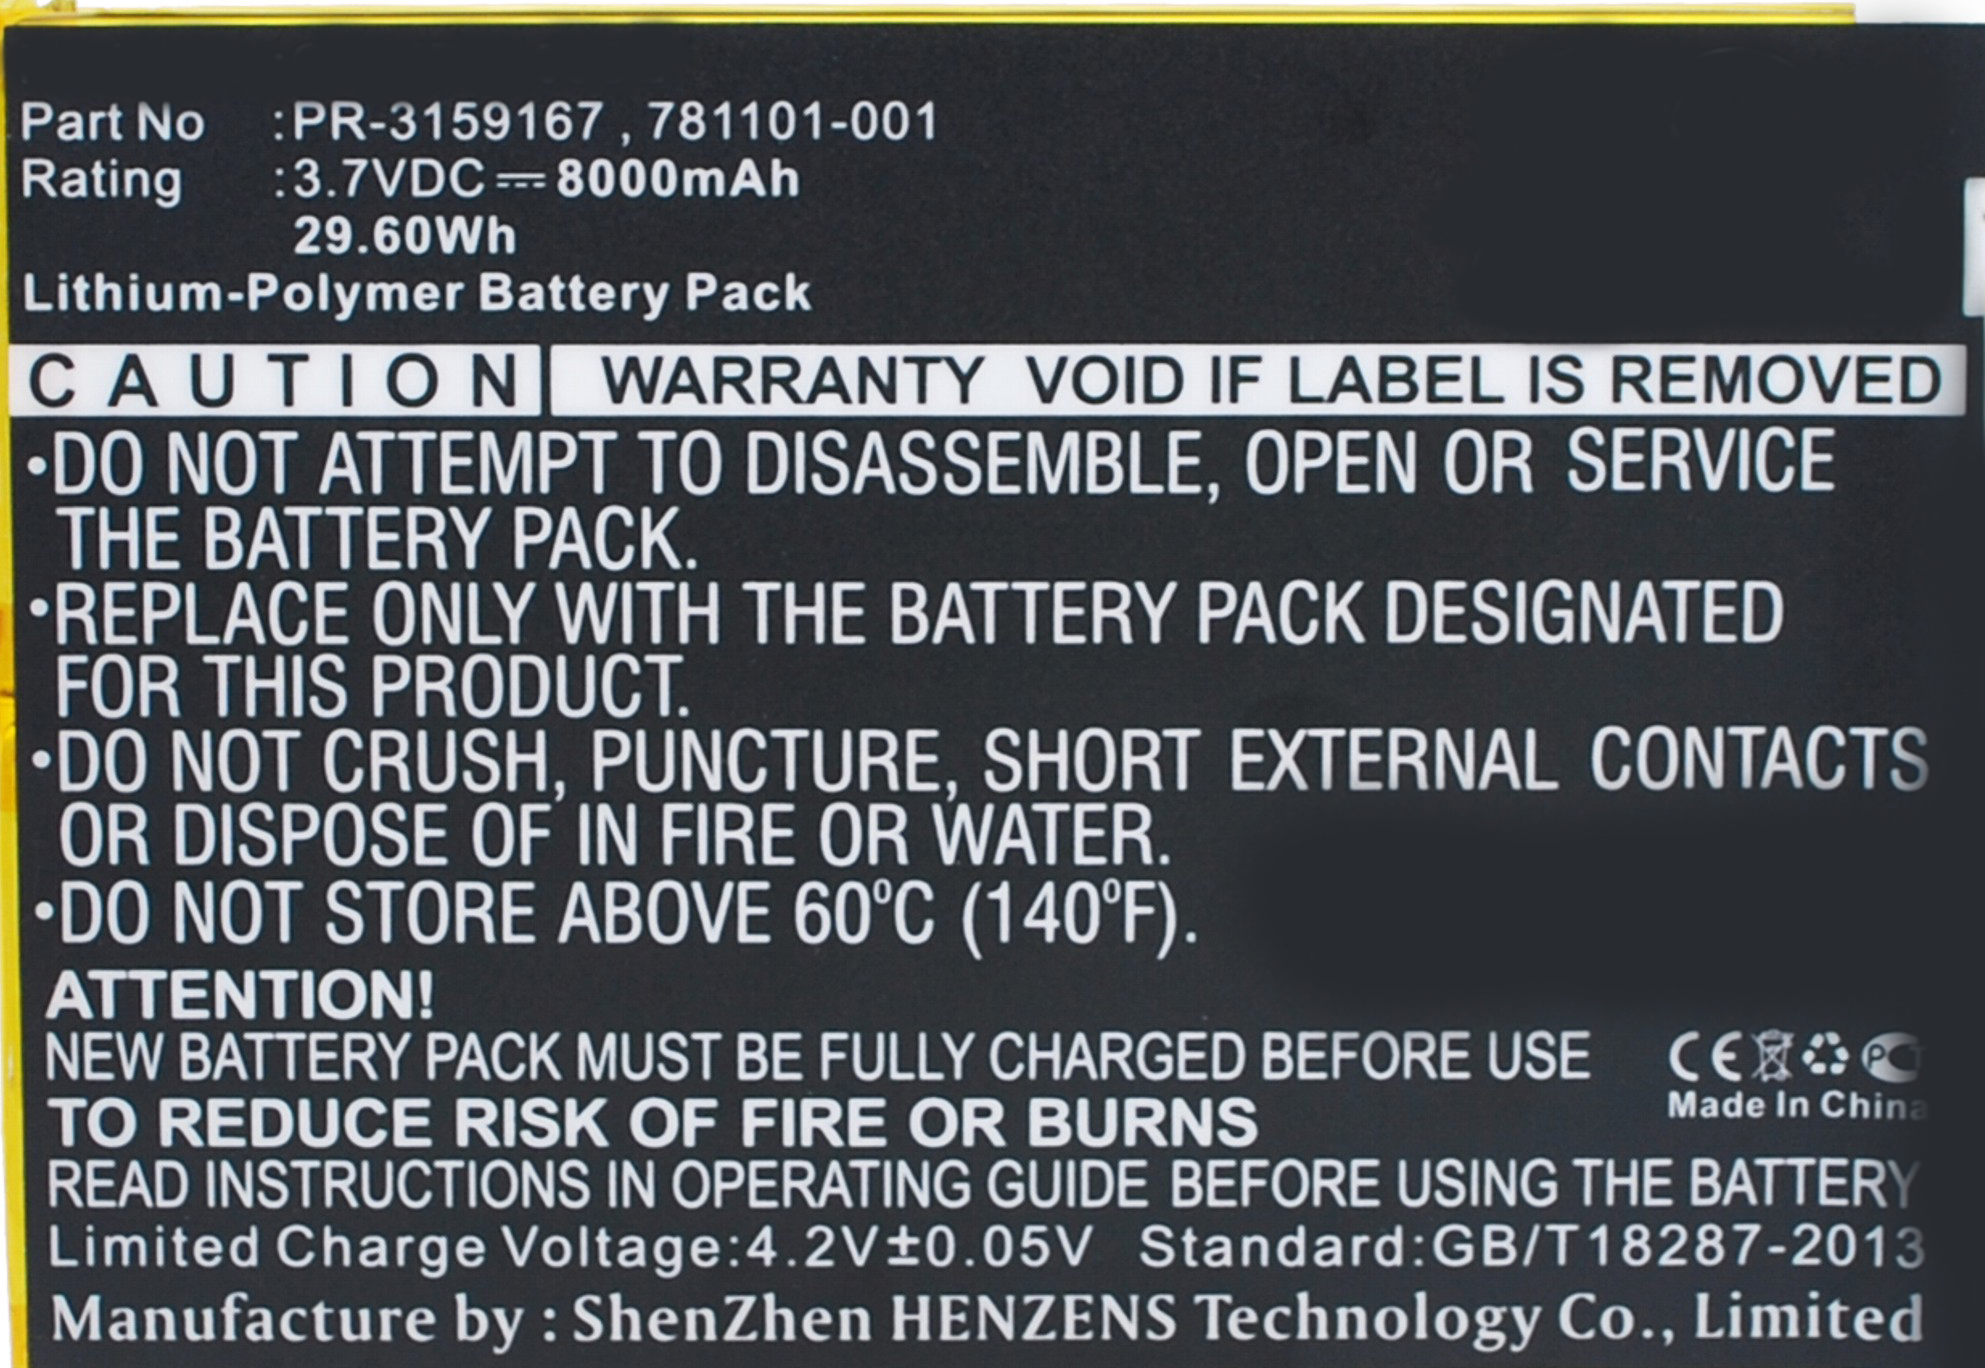 Part No :PR-3159167 , 781101-001
Rating :3.7VDC⎓8000mAh
29.60Wh
Lithium-Polymer Battery Pack
CAUTION WARRANTY VOID IF LABEL IS REMOVED
•DO NOT ATTEMPT TO DISASSEMBLE, OPEN OR SERVICE
THE BATTERY PACK.
•REPLACE ONLY WITH THE BATTERY PACK DESIGNATED
FOR THIS PRODUCT.
•DO NOT CRUSH, PUNCTURE, SHORT EXTERNAL CONTACTS
OR DISPOSE OF IN FIRE OR WATER.
•DO NOT STORE ABOVE 60°C (140°F).
ATTENTION!
NEW BATTERY PACK MUST BE FULLY CHARGED BEFORE USE
CE PCT
Made In China
TO REDUCE RISK OF FIRE OR BURNS
READ INSTRUCTIONS IN OPERATING GUIDE BEFORE USING THE BATTERY
Limited Charge Voltage:4.2V±0.05V Standard:GB/T18287-2013
Manufacture by : ShenZhen HENZENS Technology Co., Limited